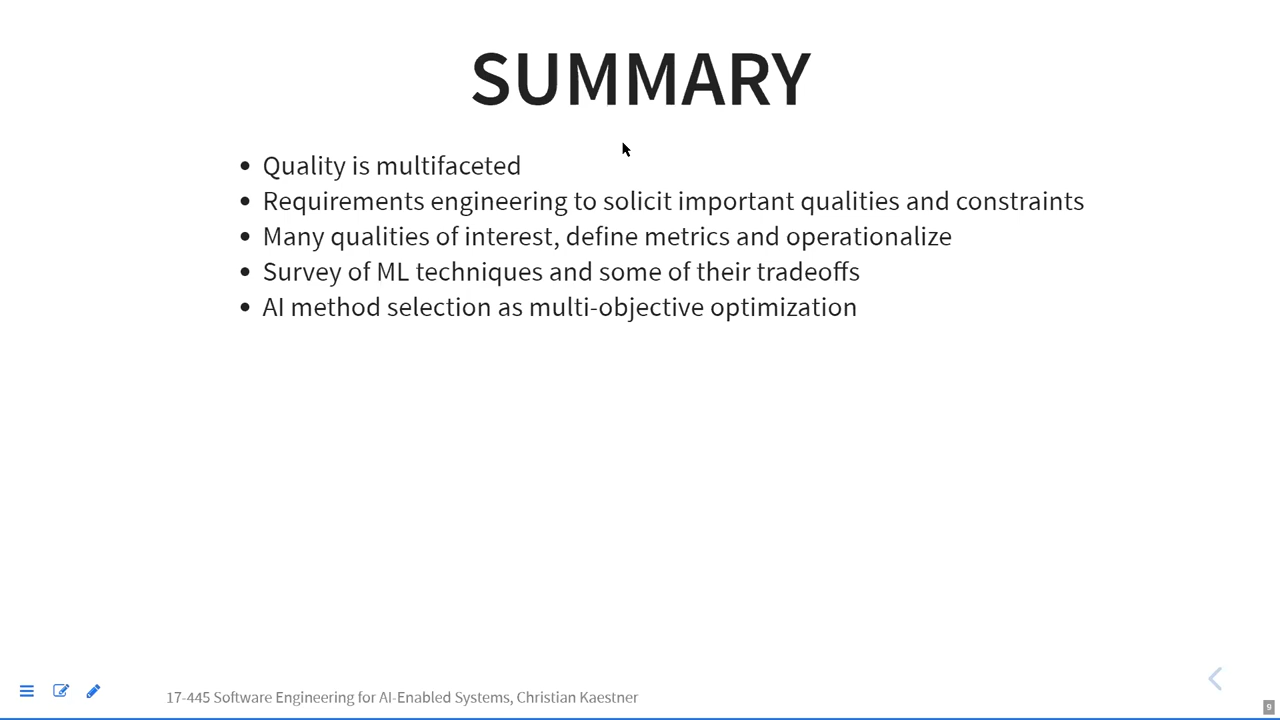 SUMMARY
• Quality is multifaceted
• Requirements engineering to solicit important qualities and constraints
• Many qualities of interest, define metrics and operationalize
• Survey of ML techniques and some of their tradeoffs
• AI method selection as multi-objective optimization
17-445 Software Engineering for AI-Enabled Systems, Christian Kaestner
9